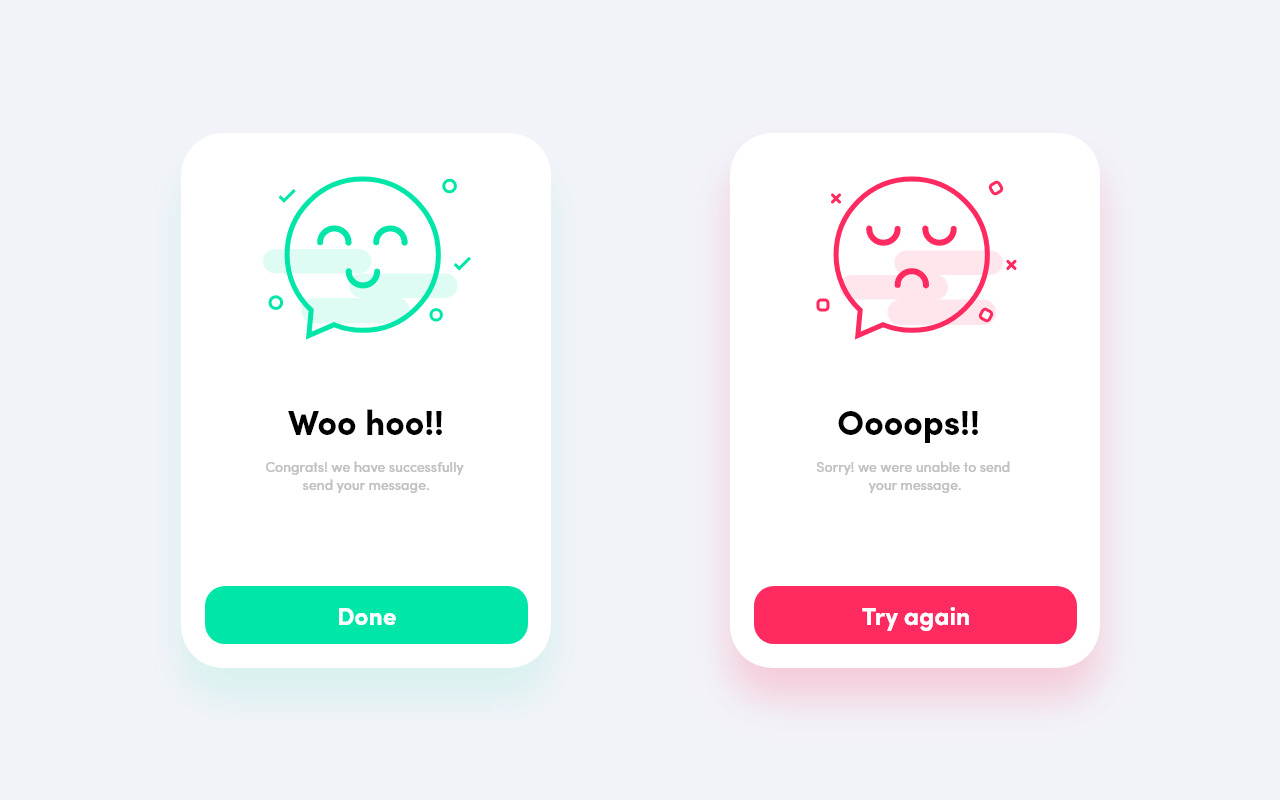 Woo hoo!!
Congrats! we have successfully
send your message.
Done
Oooops!!
Sorry! we were unable to send
your message.
Try again